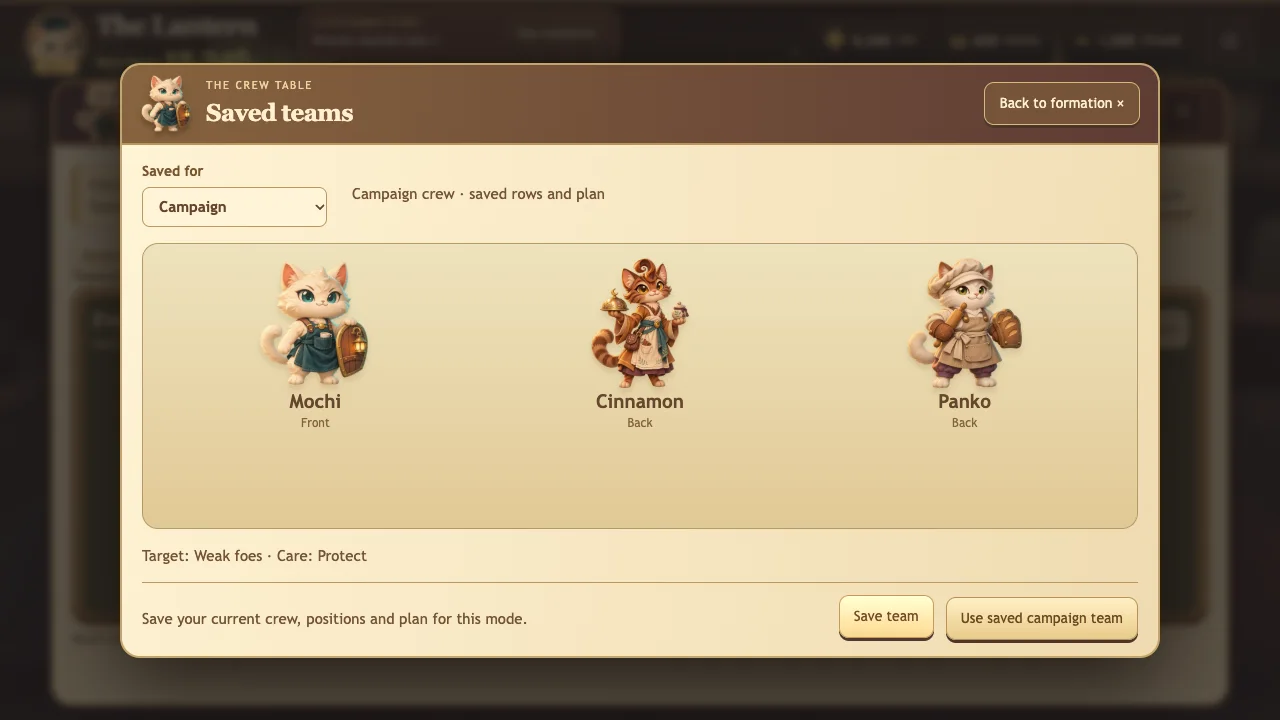 The Lantern
THE CREW TABLE
Saved teams
Back to formation ×
Saved for
Campaign
Campaign crew · saved rows and plan
Mochi
Front
Cinnamon
Back
Panko
Back
Target: Weak foes · Care: Protect
Save your current crew, positions and plan for this mode.
Save team
Use saved campaign team